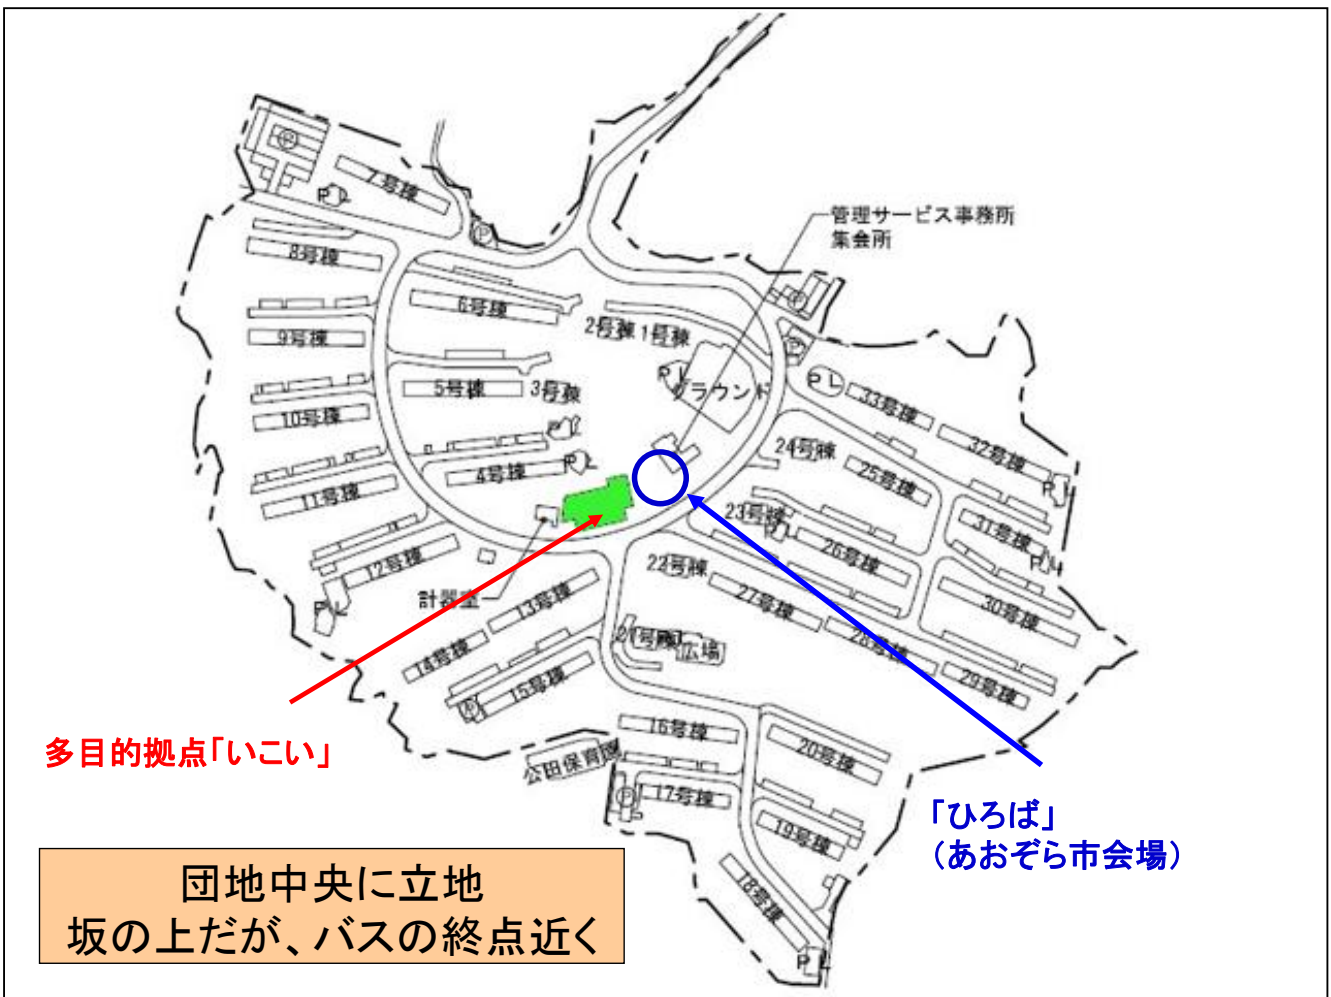 7号棟
P
P
管理サービス事務所
集会所
8号棟
6号棟
2号棟
1号棟
P
9号棟
P
5号棟
3号棟
PL
グラウンド
PL
33号棟
10号棟
24号棟
32号棟
4号棟
PL
25号棟
11号棟
23号棟
31号棟
12号棟
26号棟
22号棟
計器室
13号棟
27号棟
30号棟
14号棟
21号棟
広場
28号棟
15号棟
29号棟
P
16号棟
20号棟
多目的拠点「いこい」
公田保育園
17号棟
P
19号棟
「ひろば」
（あおぞら市会場）
18号棟
PL
団地中央に立地
坂の上だが、バスの終点近く